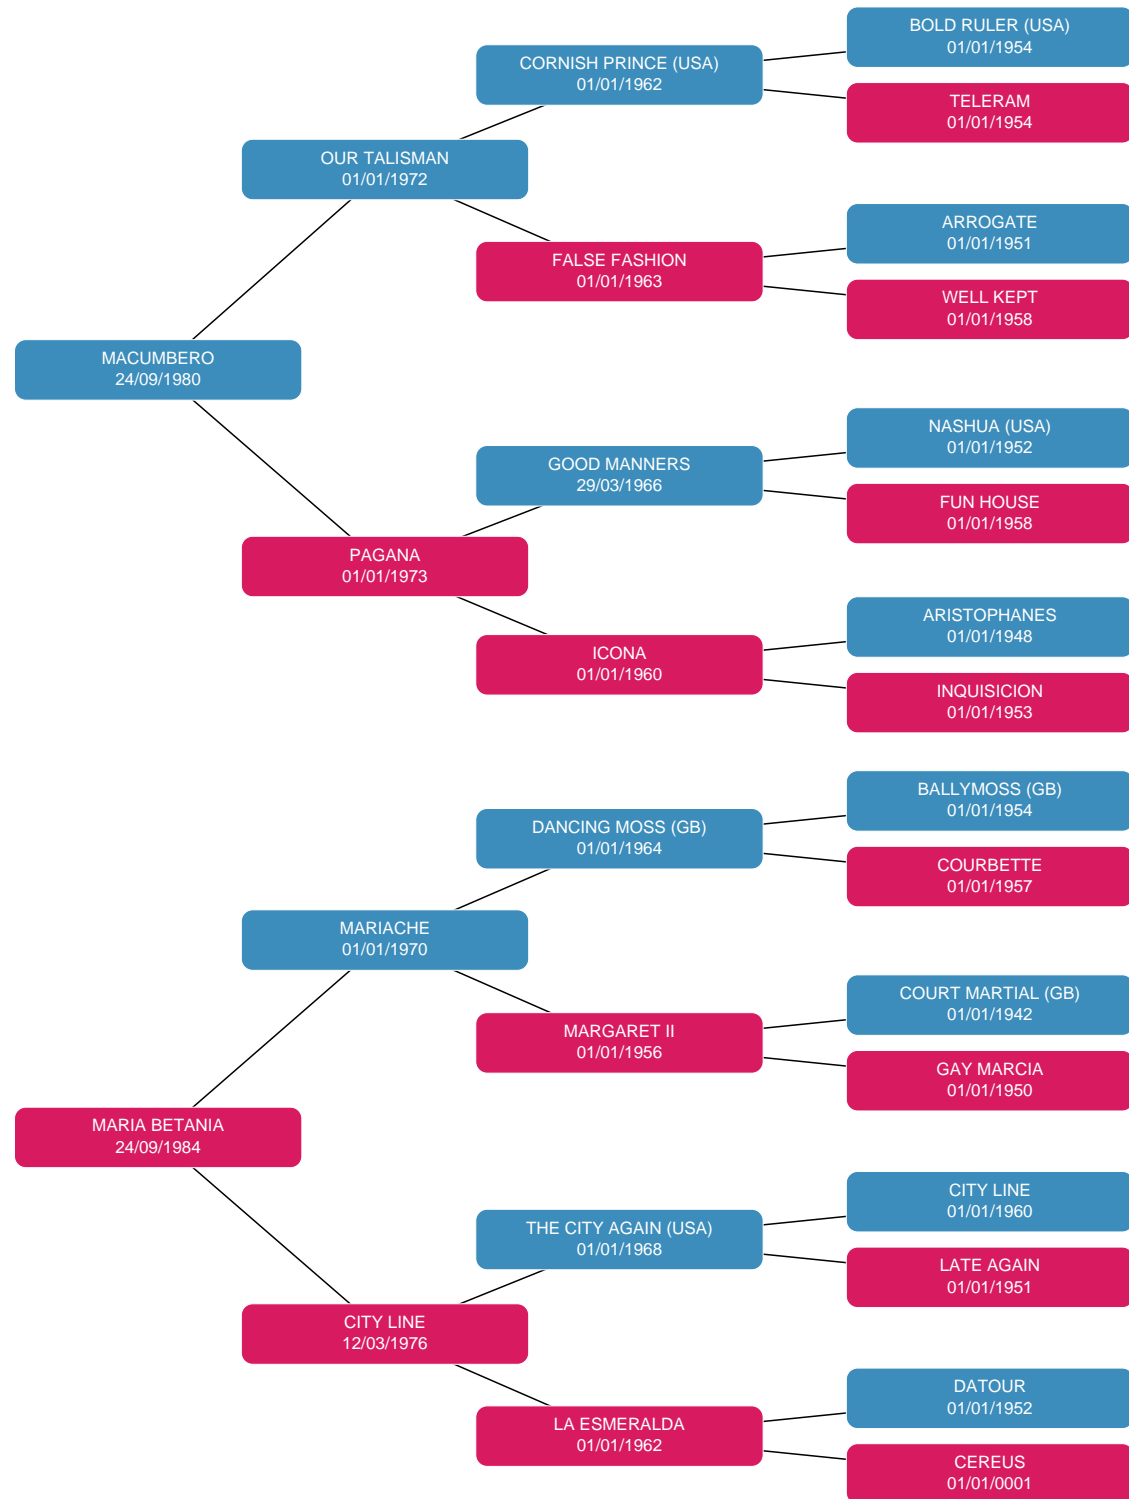 BOLD RULER (USA)
01/01/1954
CORNISH PRINCE (USA)
01/01/1962
TELERAM
01/01/1954
OUR TALISMAN
01/01/1972
ARROGATE
01/01/1951
FALSE FASHION
01/01/1963
WELL KEPT
01/01/1958
MACUMBERO
24/09/1980
NASHUA (USA)
01/01/1952
GOOD MANNERS
29/03/1966
FUN HOUSE
01/01/1958
PAGANA
01/01/1973
ARISTOPHANES
01/01/1948
ICONA
01/01/1960
INQUISICION
01/01/1953
BALLYMOSS (GB)
01/01/1954
DANCING MOSS (GB)
01/01/1964
COURBETTE
01/01/1957
MARIACHE
01/01/1970
COURT MARTIAL (GB)
01/01/1942
MARGARET II
01/01/1956
GAY MARCIA
01/01/1950
MARIA BETANIA
24/09/1984
CITY LINE
01/01/1960
THE CITY AGAIN (USA)
01/01/1968
LATE AGAIN
01/01/1951
CITY LINE
12/03/1976
DATOUR
01/01/1952
LA ESMERALDA
01/01/1962
CEREUS
01/01/0001